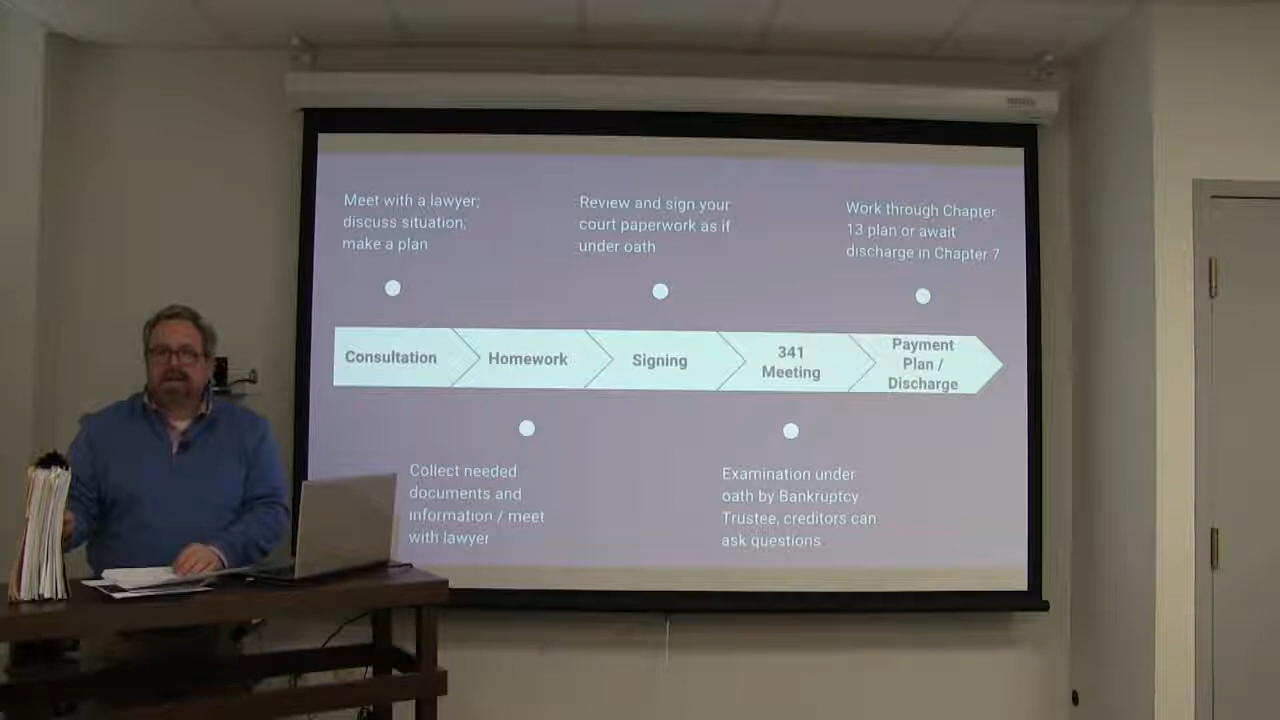 Meet with a lawyer;
discuss situation;
make a plan
Review and sign your
court paperwork as if
under oath
Work through Chapter
13 plan or await
discharge in Chapter 7
Consultation
Homework
Signing
341
Meeting
Payment
Plan /
Discharge
Collect needed
documents and
information / meet
with lawyer
Examination under
oath by Bankruptcy
Trustee, creditors can
ask questions